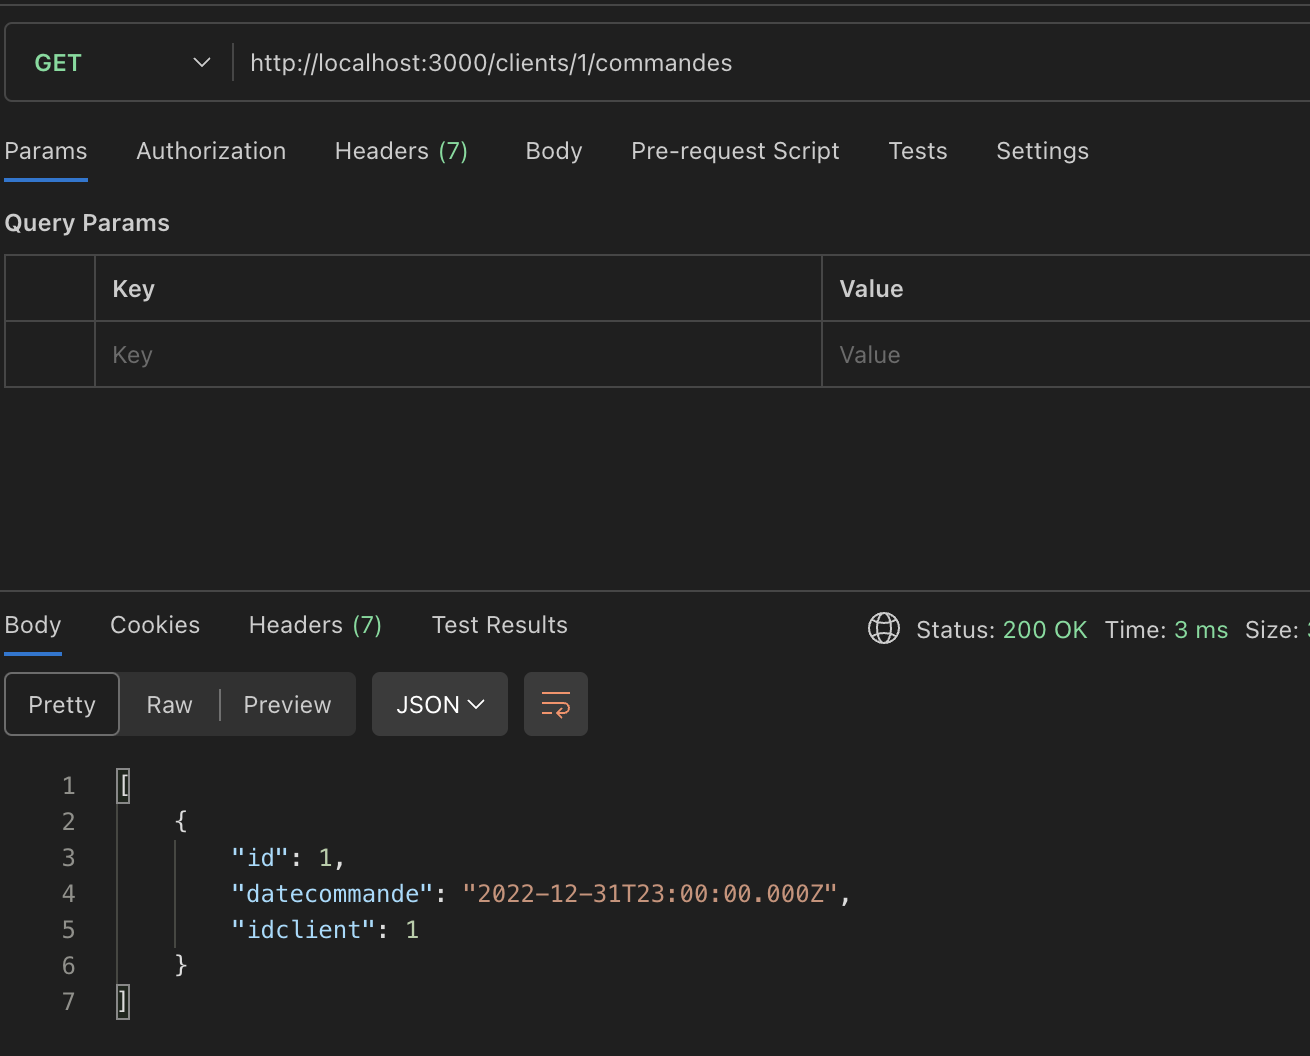 GET http://localhost:3000/clients/1/commandes
Params Authorization Headers (7) Body Pre-request Script Tests Settings
Query Params
Key Value
Key Value
Body Cookies Headers (7) Test Results Status: 200 OK Time: 3 ms Size:
Pretty Raw Preview JSON
1 [
2 {
3 "id": 1,
4 "datecommande": "2022-12-31T23:00:00.000Z",
5 "idclient": 1
6 }
7 ]